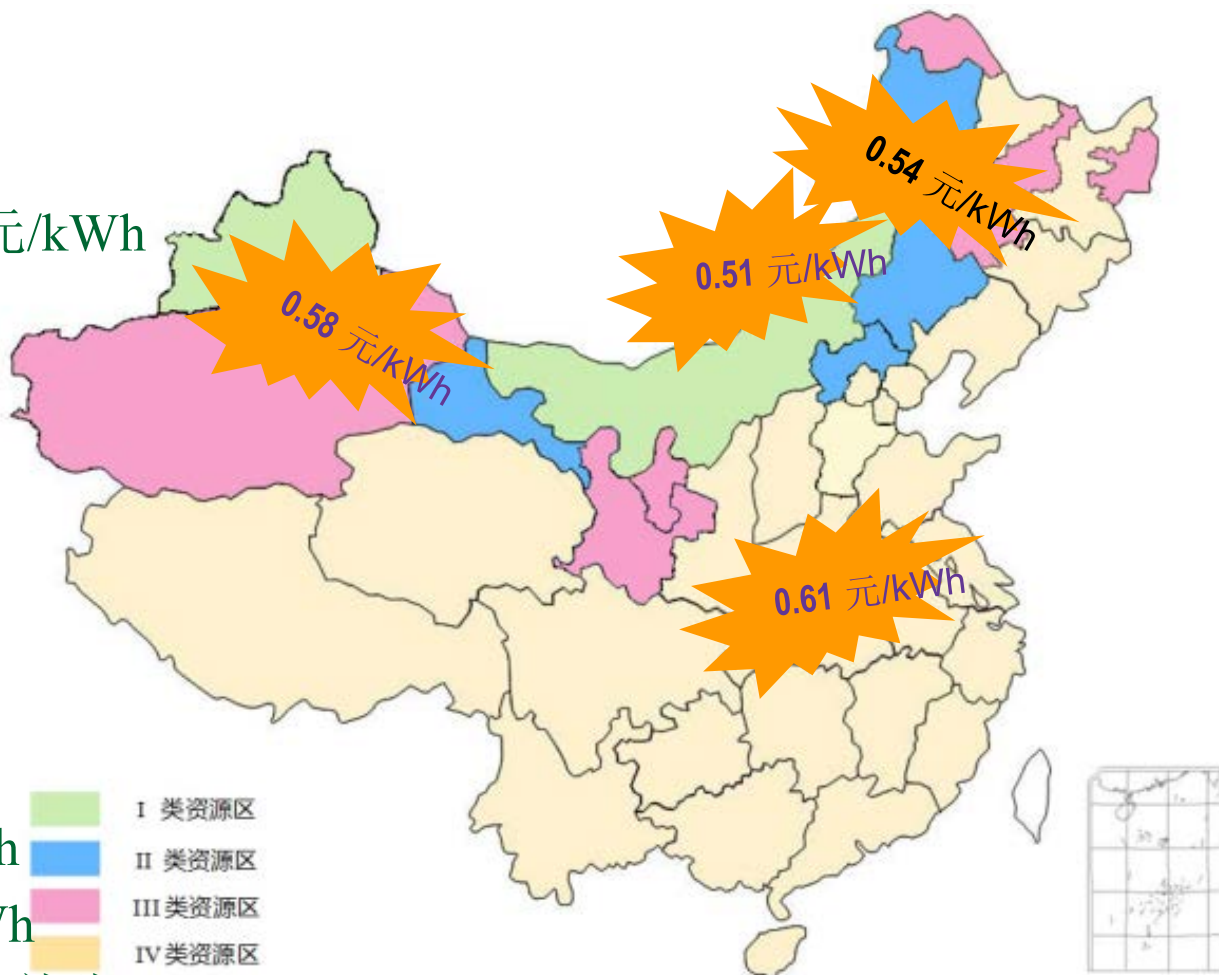 0.54 元/kWh
元/kWh
0.51 元/kWh
0.58 元/kWh
0.61 元/kWh
I 类资源区
h
II 类资源区
Wh
III 类资源区
IV 类资源区